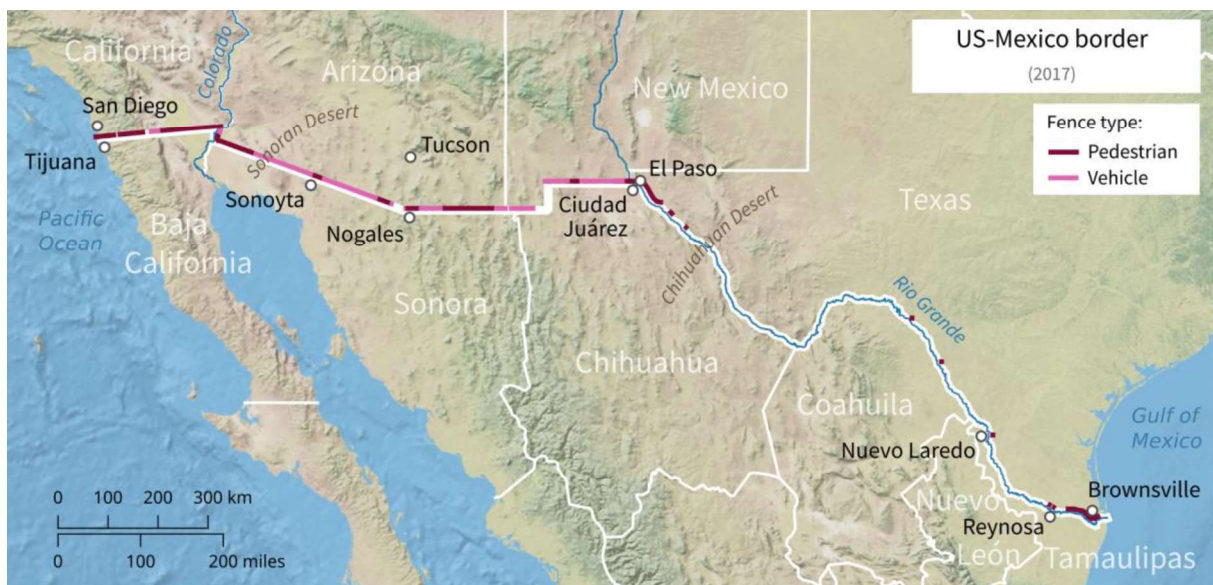 US-Mexico border
(2017)
Fence type:
Pedestrian
Vehicle
California
Colorado
Arizona
New Mexico
San Diego
Sonoran Desert
Tucson
El Paso
Tijuana
Sonoyta
Ciudad
Juárez
Texas
Pacific
Ocean
Baja
California
Nogales
Chihuahuan Desert
Sonora
Rio Grande
Chihuahua
Coahuila
Gulf of
Mexico
Nuevo Laredo
Brownsville
Nuevo
León
Reynosa
Tamaulipas
0 100 200 300 km
0 100 200 miles